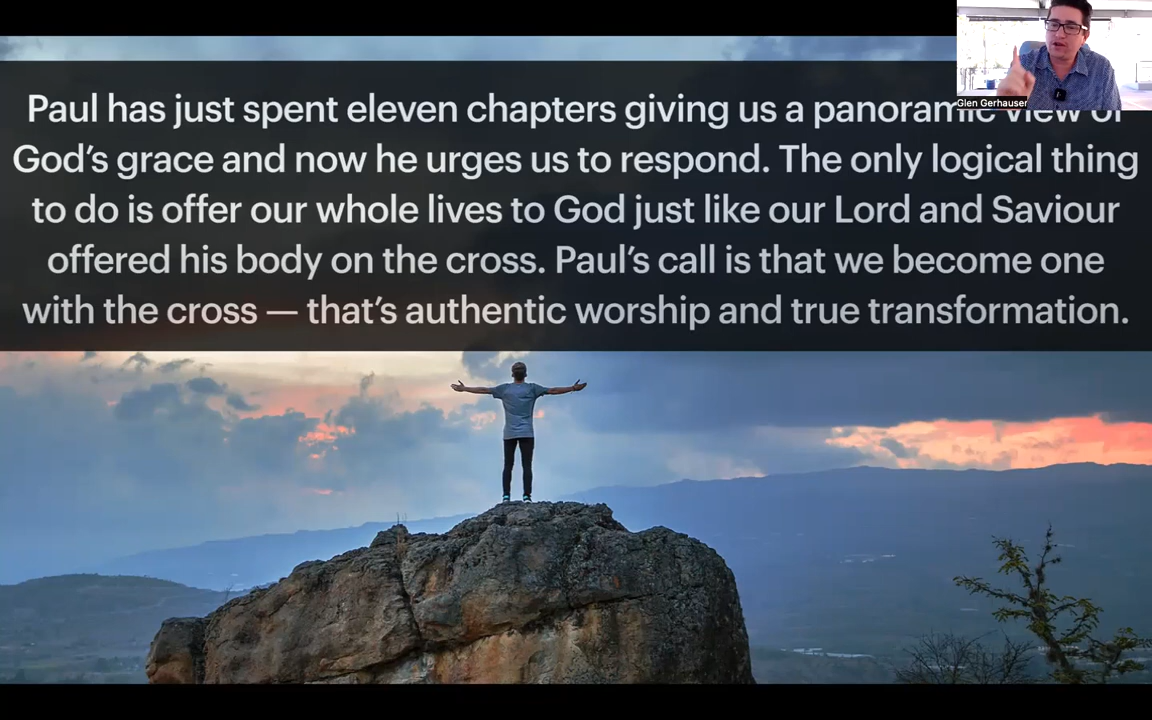 Paul has just spent eleven chapters giving us a panoramic view of
God's grace and now he urges us to respond. The only logical thing
to do is offer our whole lives to God just like our Lord and Saviour
offered his body on the cross. Paul's call is that we become one
with the cross — that's authentic worship and true transformation.
Glen Gerhauser